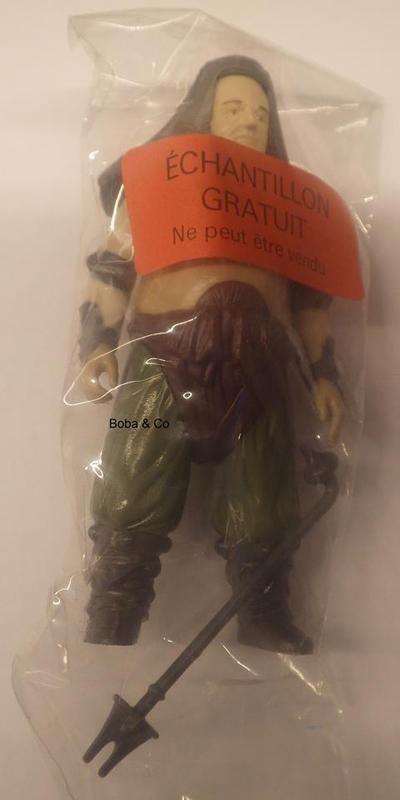 ÉCHANTILLON
GRATUIT
Ne peut être vendu
Boba & Co